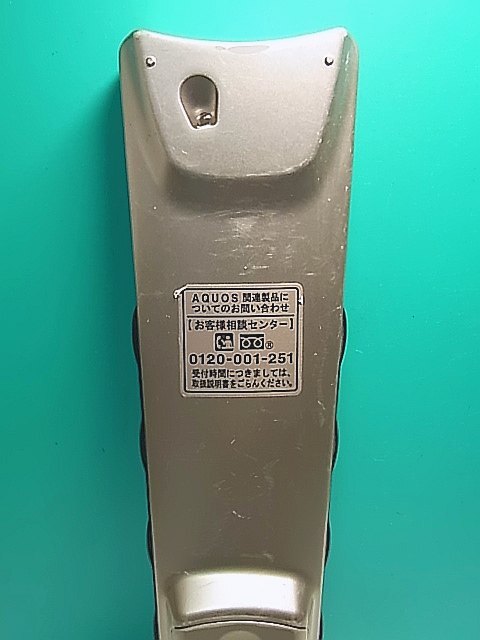 AQUOS 関連製品に
ついてのお問い合わせ
【お客様相談センター】
®
0120-001-251
受付時間につきましては、
取扱説明書をごらんください。